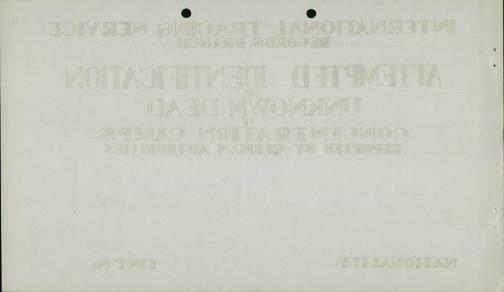 INTERNATIONAL TRACING SERVICE
RECORDS BRANCH
ATTEMPTED IDENTIFICATION
OF
UNKNOWN DEAD
IN
CONCENTRATION CAMPS
REPORTED BY GERMAN AUTHORITIES
NATIONALITY
LIST No.